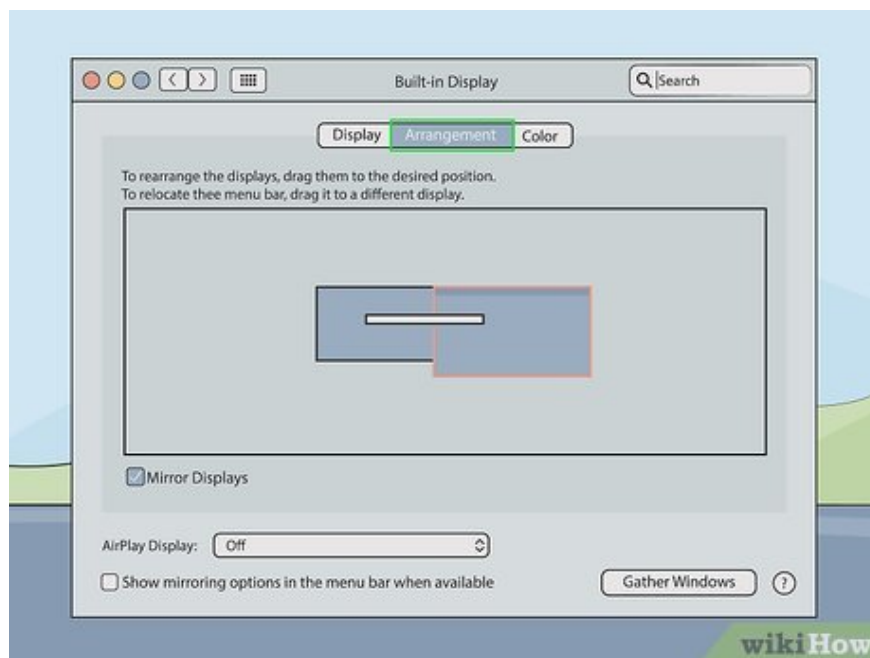 Built-in Display
Search
Display Arrangement Color
To rearrange the displays, drag them to the desired position.
To relocate thee menu bar, drag it to a different display.
Mirror Displays
AirPlay Display: Off
Show mirroring options in the menu bar when available
Gather Windows ?
wikiHow